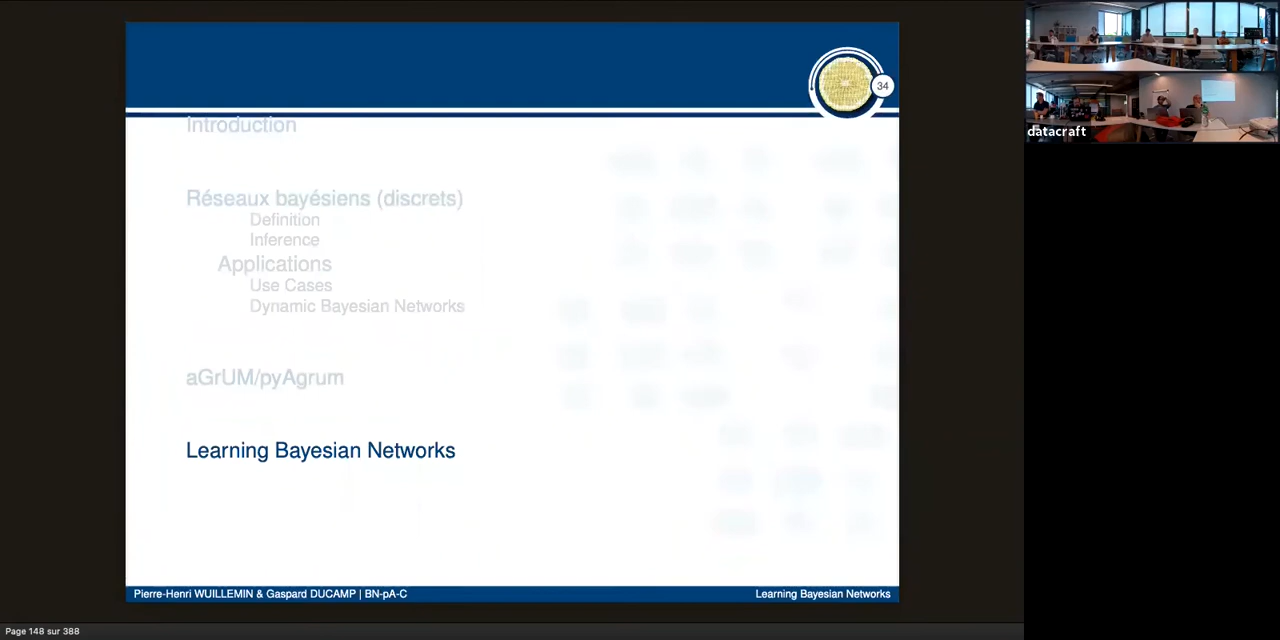 34
Introduction
Réseaux bayésiens (discrets)
Definition
Inference
Applications
Use Cases
Dynamic Bayesian Networks
aGrUM/pyAgrum
Learning Bayesian Networks
Pierre-Henri WUILLEMIN & Gaspard DUCAMP | BN-pA-C
Learning Bayesian Networks
Page 148 sur 388
datacraft